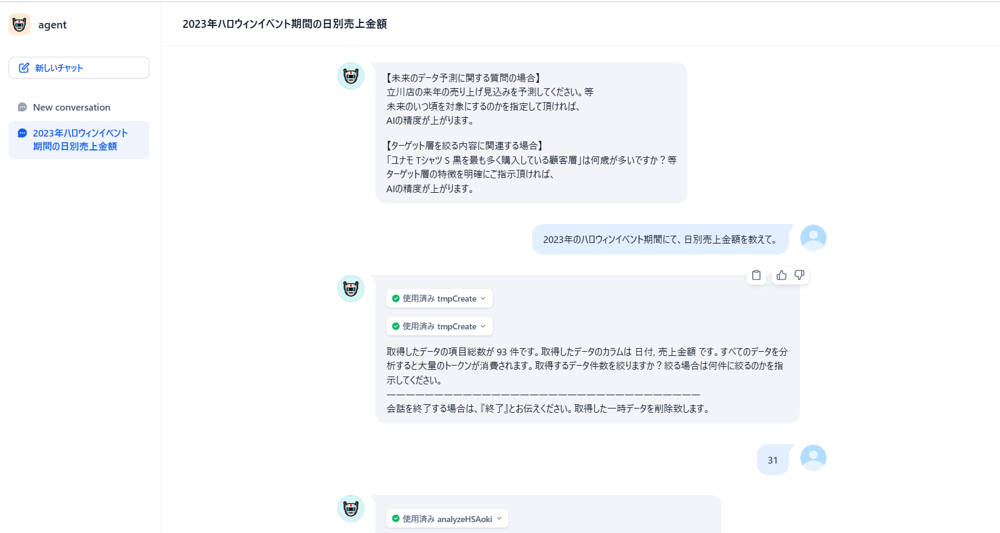 agent
新しいチャット
New conversation
2023年ハロウィンイベント
期間の日別売上金額
2023年ハロウィンイベント期間の日別売上金額
【未来のデータ予測に関する質問の場合】
立川店の来年の売り上げ見込みを予測してください。等
未来のいつ頃を対象にするのかを指定して頂ければ、
AIの精度が上がります。
【ターゲット層を絞る内容に関連する場合】
「ユナモ Tシャツ S 黒を最も多く購入している顧客層」は何歳が多いですか？等
ターゲット層の特徴を明確にご指示頂ければ、
AIの精度が上がります。
2023年のハロウィンイベント期間にて、日別売上金額を教えて。
使用済み tmpCreate
使用済み tmpCreate
取得したデータの項目総数が 93 件です。取得したデータのカラムは 日付, 売上金額 です。すべてのデータを分
析すると大量のトークンが消費されます。取得するデータ件数を絞りますか？絞る場合は何件に絞るのかを指
示してください。
—————————————————————————————————
会話を終了する場合は、『終了』とお伝えください。取得した一時データを削除致します。
31
使用済み analyzeHSAoki